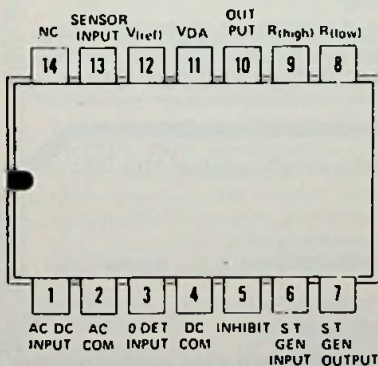 NC SENSOR INPUT V(ref) VDA OUT PUT R(high) R(low)
14 13 12 11 10 9 8
1 2 3 4 5 6 7
AC DC INPUT AC COM 0 DET INPUT DC COM INHIBIT S T GEN INPUT S T GEN OUTPUT